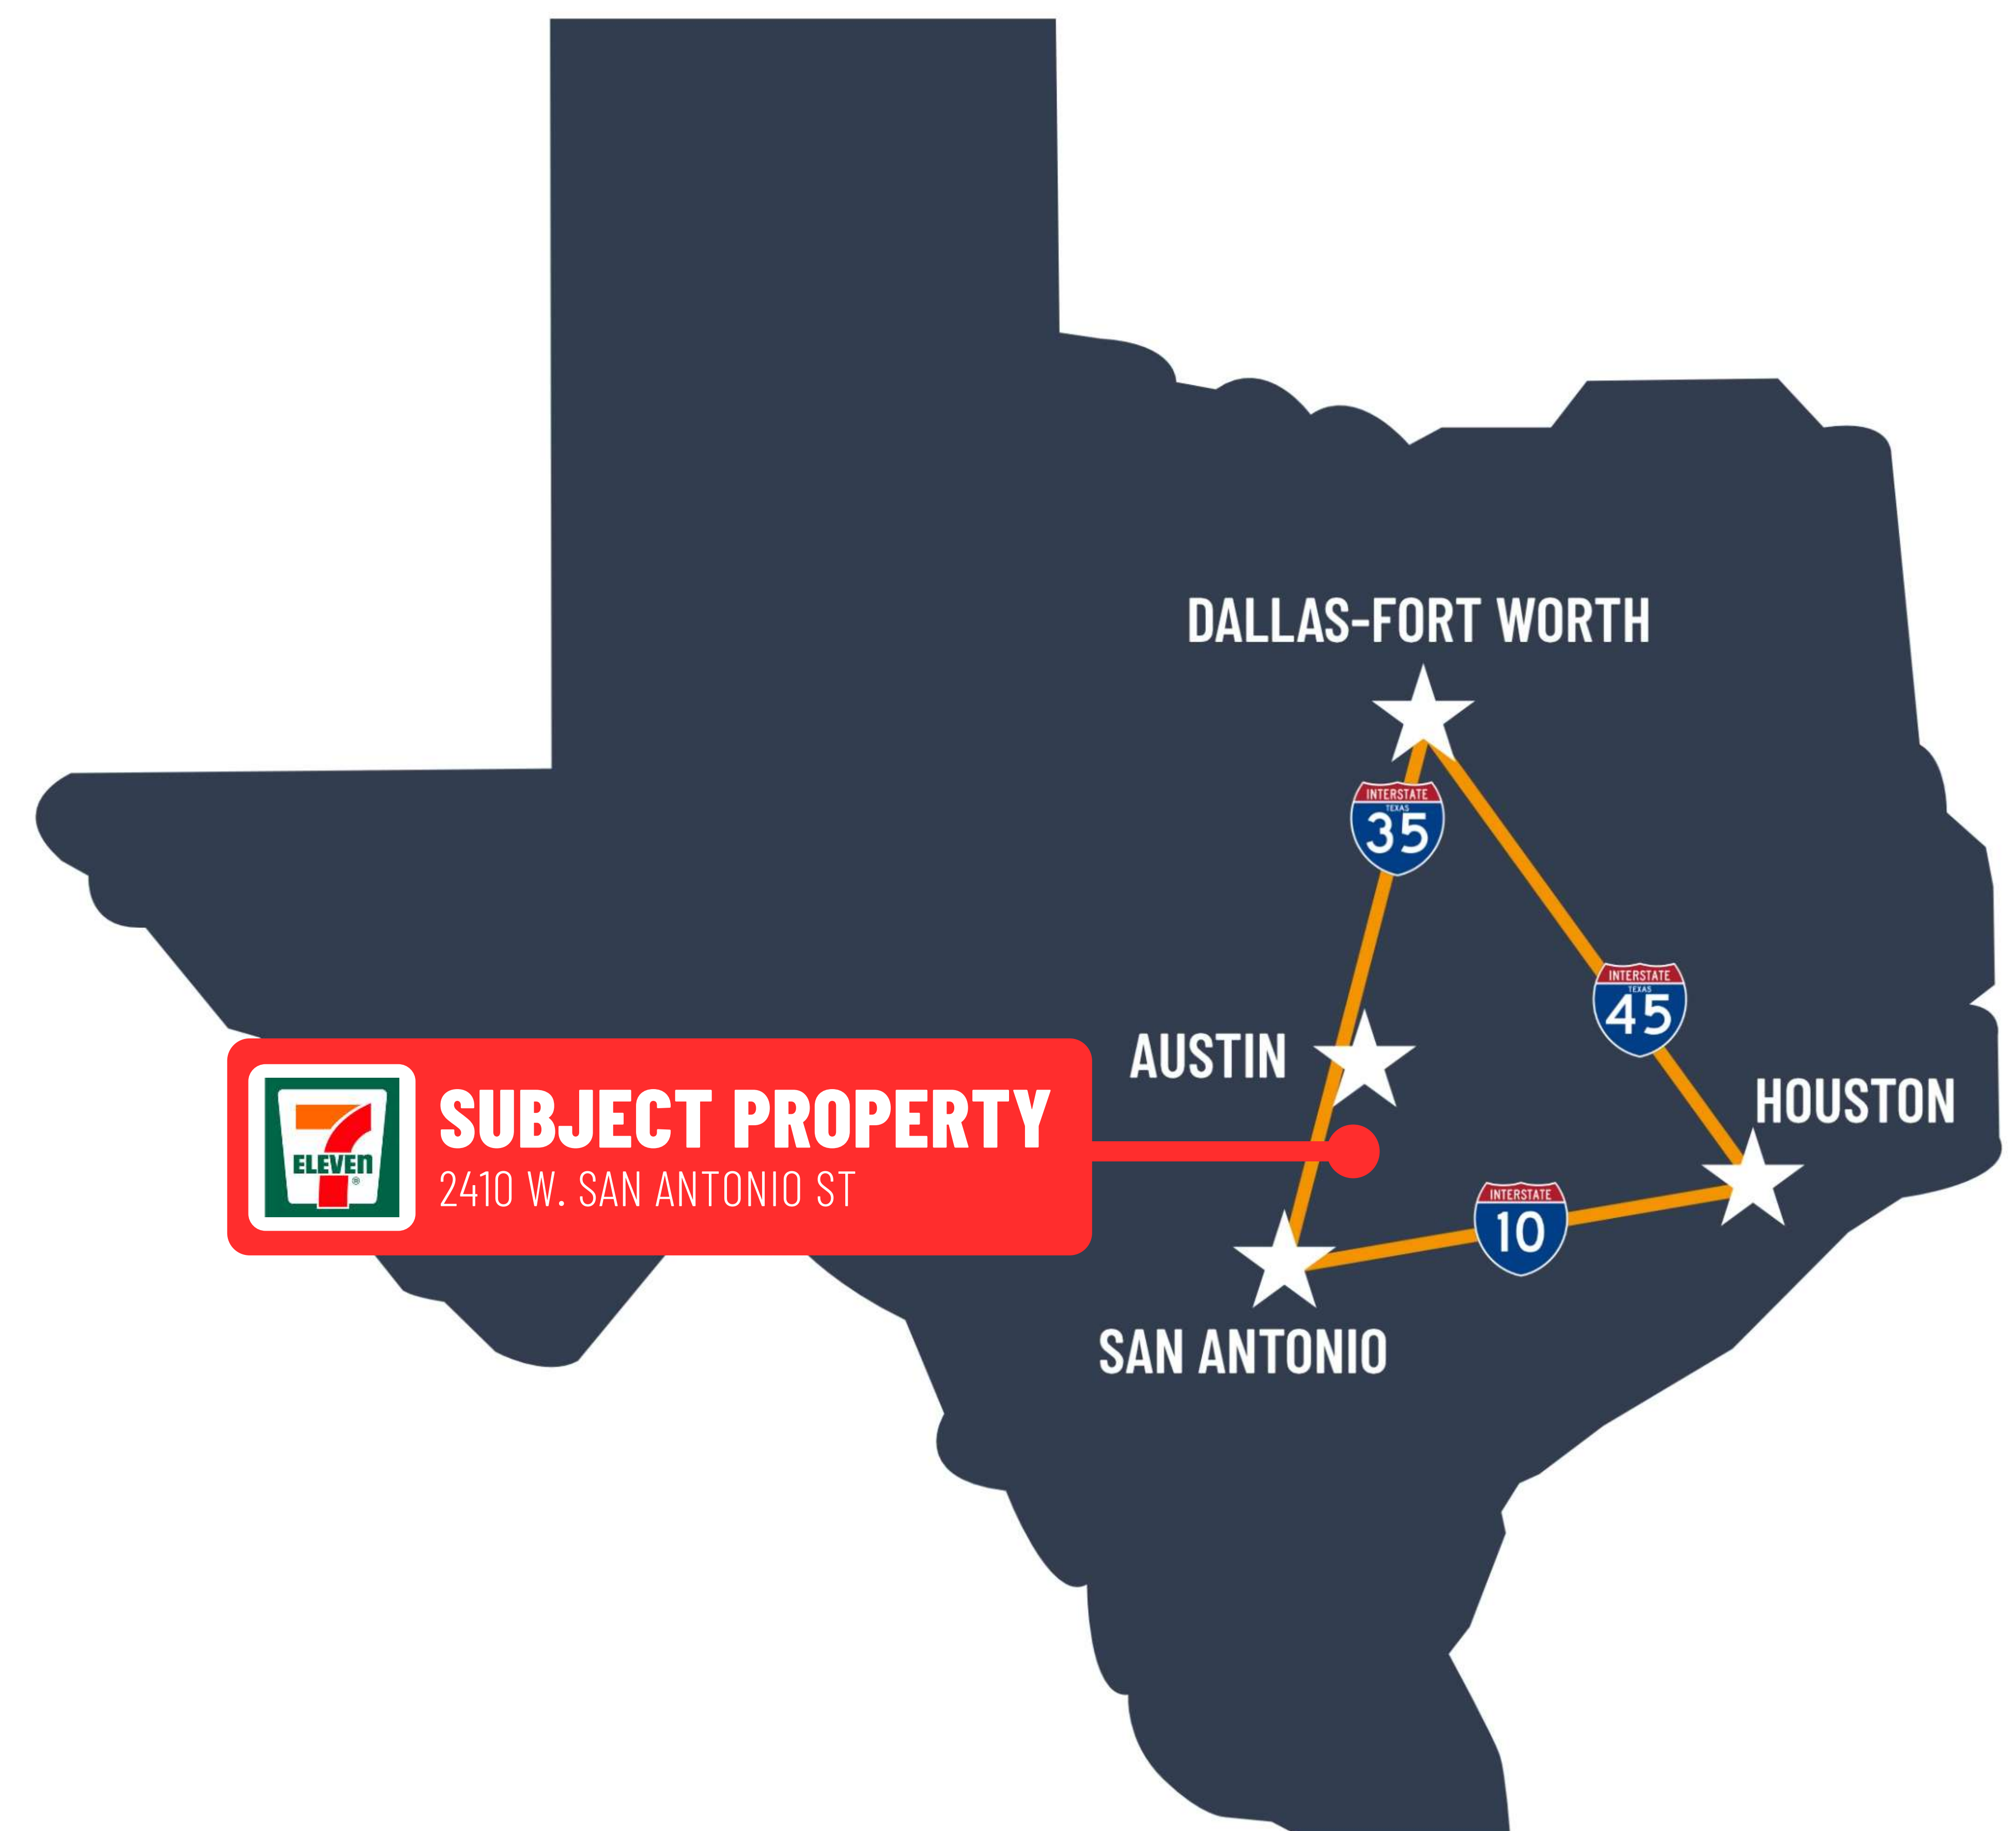 DALLAS-FORT WORTH
INTERSTATE
TEXAS
35
INTERSTATE
TEXAS
45
AUSTIN
HOUSTON
7
ELEVEn
®
SUBJECT PROPERTY
2410 W. SAN ANTONIO ST
INTERSTATE
10
SAN ANTONIO